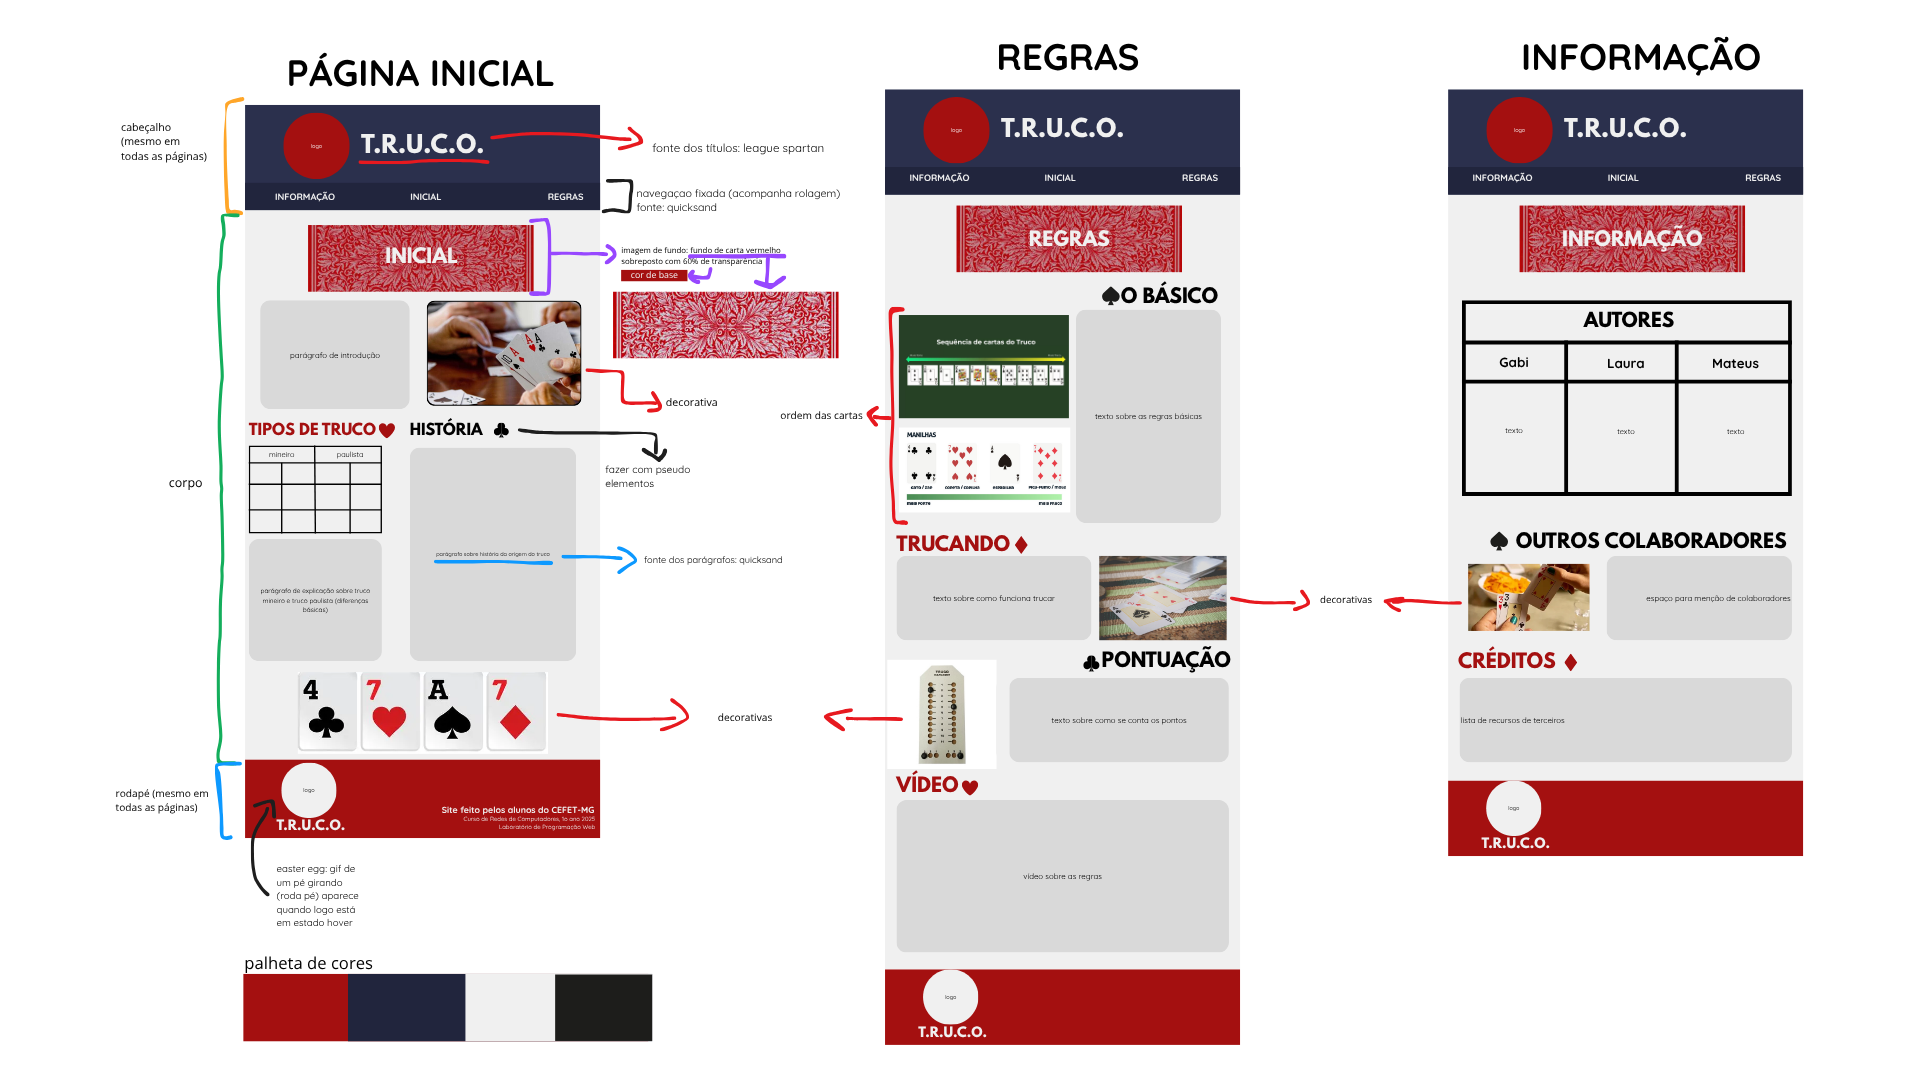 PÁGINA INICIAL
cabeçalho
(mesmo em
todas as páginas)
logo
T.R.U.C.O.
fonte dos títulos: league spartan
INFORMAÇÃO
INICIAL
REGRAS
navegaçao fixada (acompanha rolagem)
fonte: quicksand
INICIAL
imagem de fundo: fundo de carta vermelho
sobreposto com 60% de transparência
cor de base
parágrafo de introdução
decorativa
TIPOS DE TRUCO
HISTÓRIA
mineiro
paulista
fazer com pseudo
elementos
corpo
parágrafo sobre história da origem do truco
fonte dos parágrafos: quicksand
parágrafo de explicação sobre truco
mineiro e truco paulista (diferenças
básicas)
4
7
A
7
decorativas
rodapé (mesmo em
todas as páginas)
logo
T.R.U.C.O.
Site feito pelos alunos do CEFET-MG
Curso de Redes de Computadores, 1o ano 2025
Laboratório de Programação Web
easter egg: gif de
um pé girando
(roda pé) aparece
quando logo está
em estado hover
palheta de cores
REGRAS
logo
T.R.U.C.O.
INFORMAÇÃO
INICIAL
REGRAS
REGRAS
O BÁSICO
Sequência de cartas do Truco
ordem das cartas
MANILHAS
GATO / ZAP
COPETA / COPILHA
ESPADILHA
MAIS FORTE
MAIS FRACO
texto sobre as regras básicas
TRUCANDO
texto sobre como funciona trucar
decorativas
PONTUAÇÃO
TRUCO
texto sobre como se conta os pontos
VÍDEO
vídeo sobre as regras
logo
T.R.U.C.O.
INFORMAÇÃO
logo
T.R.U.C.O.
INFORMAÇÃO
INICIAL
REGRAS
INFORMAÇÃO
AUTORES
Gabi
Laura
Mateus
texto
texto
texto
OUTROS COLABORADORES
espaço para menção de colaboradores
CRÉDITOS
lista de recursos de terceiros
logo
T.R.U.C.O.